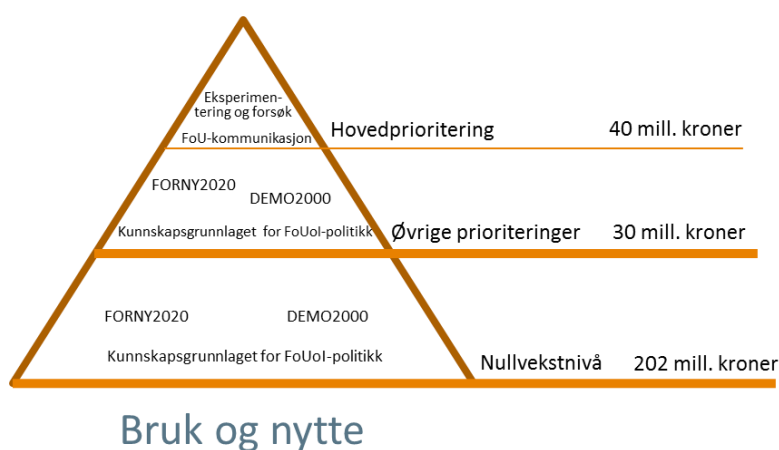 Eksperimen-
tering og forsøk
FoU-kommunikasjon
Hovedprioritering 40 mill. kroner
FORNY2020
DEMO2000
Kunnskapsgrunnlaget for FoUoI-politikk
Øvrige prioriteringer 30 mill. kroner
FORNY2020 DEMO2000
Kunnskapsgrunnlaget for FoUoI-politikk
Nullvekstnivå 202 mill. kroner
Bruk og nytte